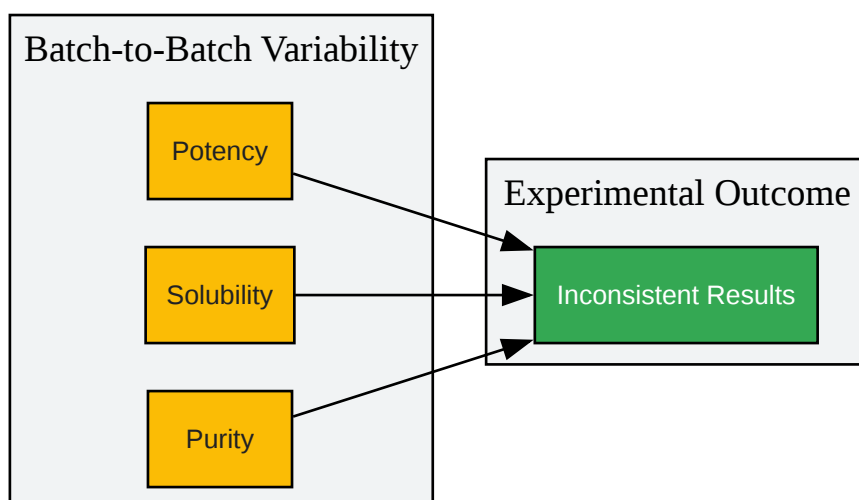 Batch-to-Batch Variability
Potency
Solubility
Purity
Experimental Outcome
Inconsistent Results